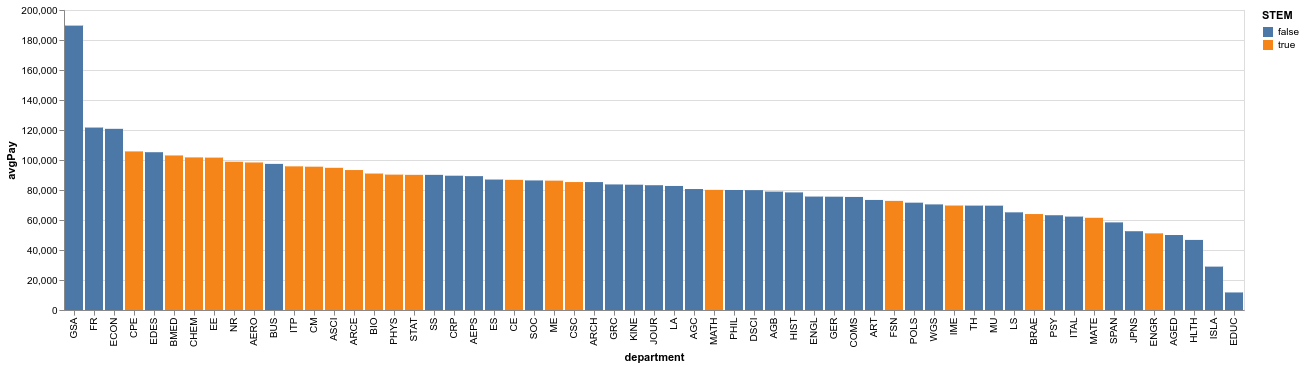 200,000
180,000
160,000
140,000
120,000
100,000
80,000
60,000
40,000
20,000
0
avgPay
GSA
FR
ECON
CPE
EDES
BMED
CHEM
EE
NR
AERO
BUS
ITP
CM
ASCI
ARCE
BIO
PHYS
STAT
SS
CRP
AEPS
ES
CE
SOC
ME
CSC
ARCH
GRC
KINE
JOUR
LA
AGC
MATH
PHIL
DSCI
AGB
HIST
ENGL
GER
COMS
ART
FSN
POLS
WGS
IME
TH
MU
LS
BRAE
PSY
ITAL
MATE
SPAN
JPNS
ENGR
AGED
HLTH
ISLA
EDUC
department
STEM
false
true